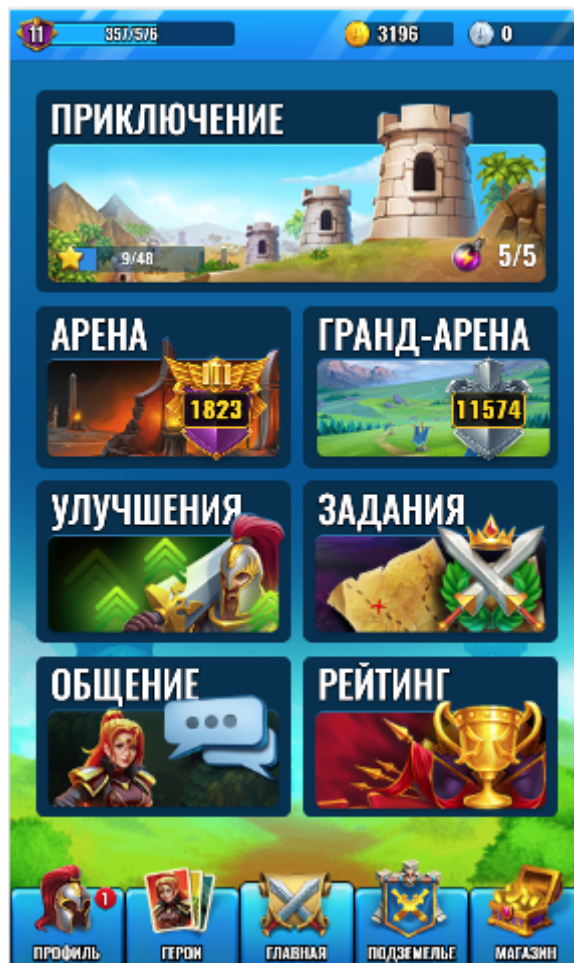 11 357/576 3196 0
ПРИКЛЮЧЕНИЕ
9/48 5/5
АРЕНА ГРАНД-АРЕНА
III
1823 11574
УЛУЧШЕНИЯ ЗАДАНИЯ
ОБЩЕНИЕ РЕЙТИНГ
1
ПРОФИЛЬ ГЕРОИ ГЛАВНАЯ ПОДЗЕМЕЛЬЕ МАГАЗИН